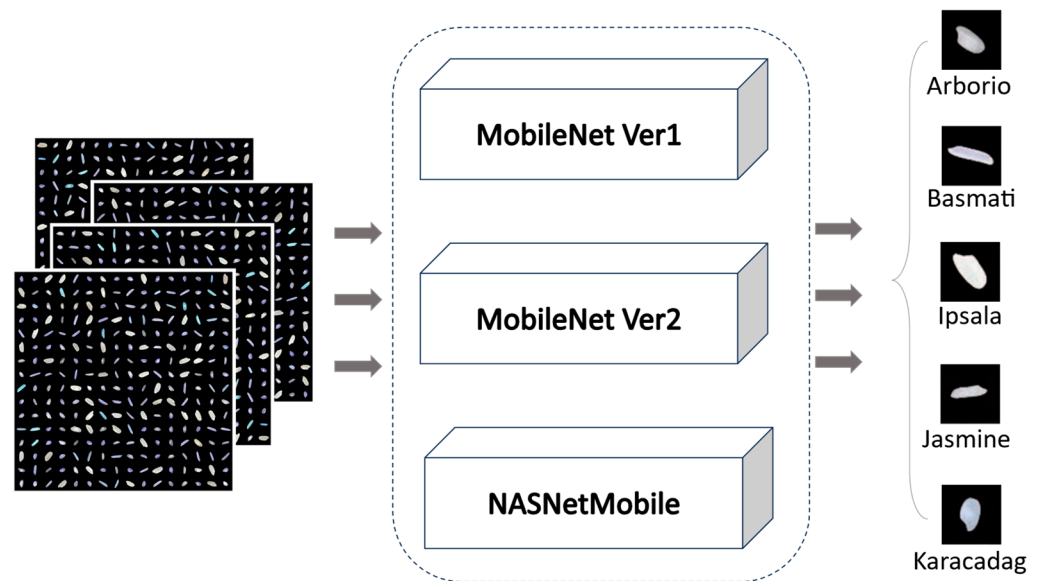 MobileNet Ver1
MobileNet Ver2
NASNetMobile
Arborio
Basmati
Ipsala
Jasmine
Karacadag